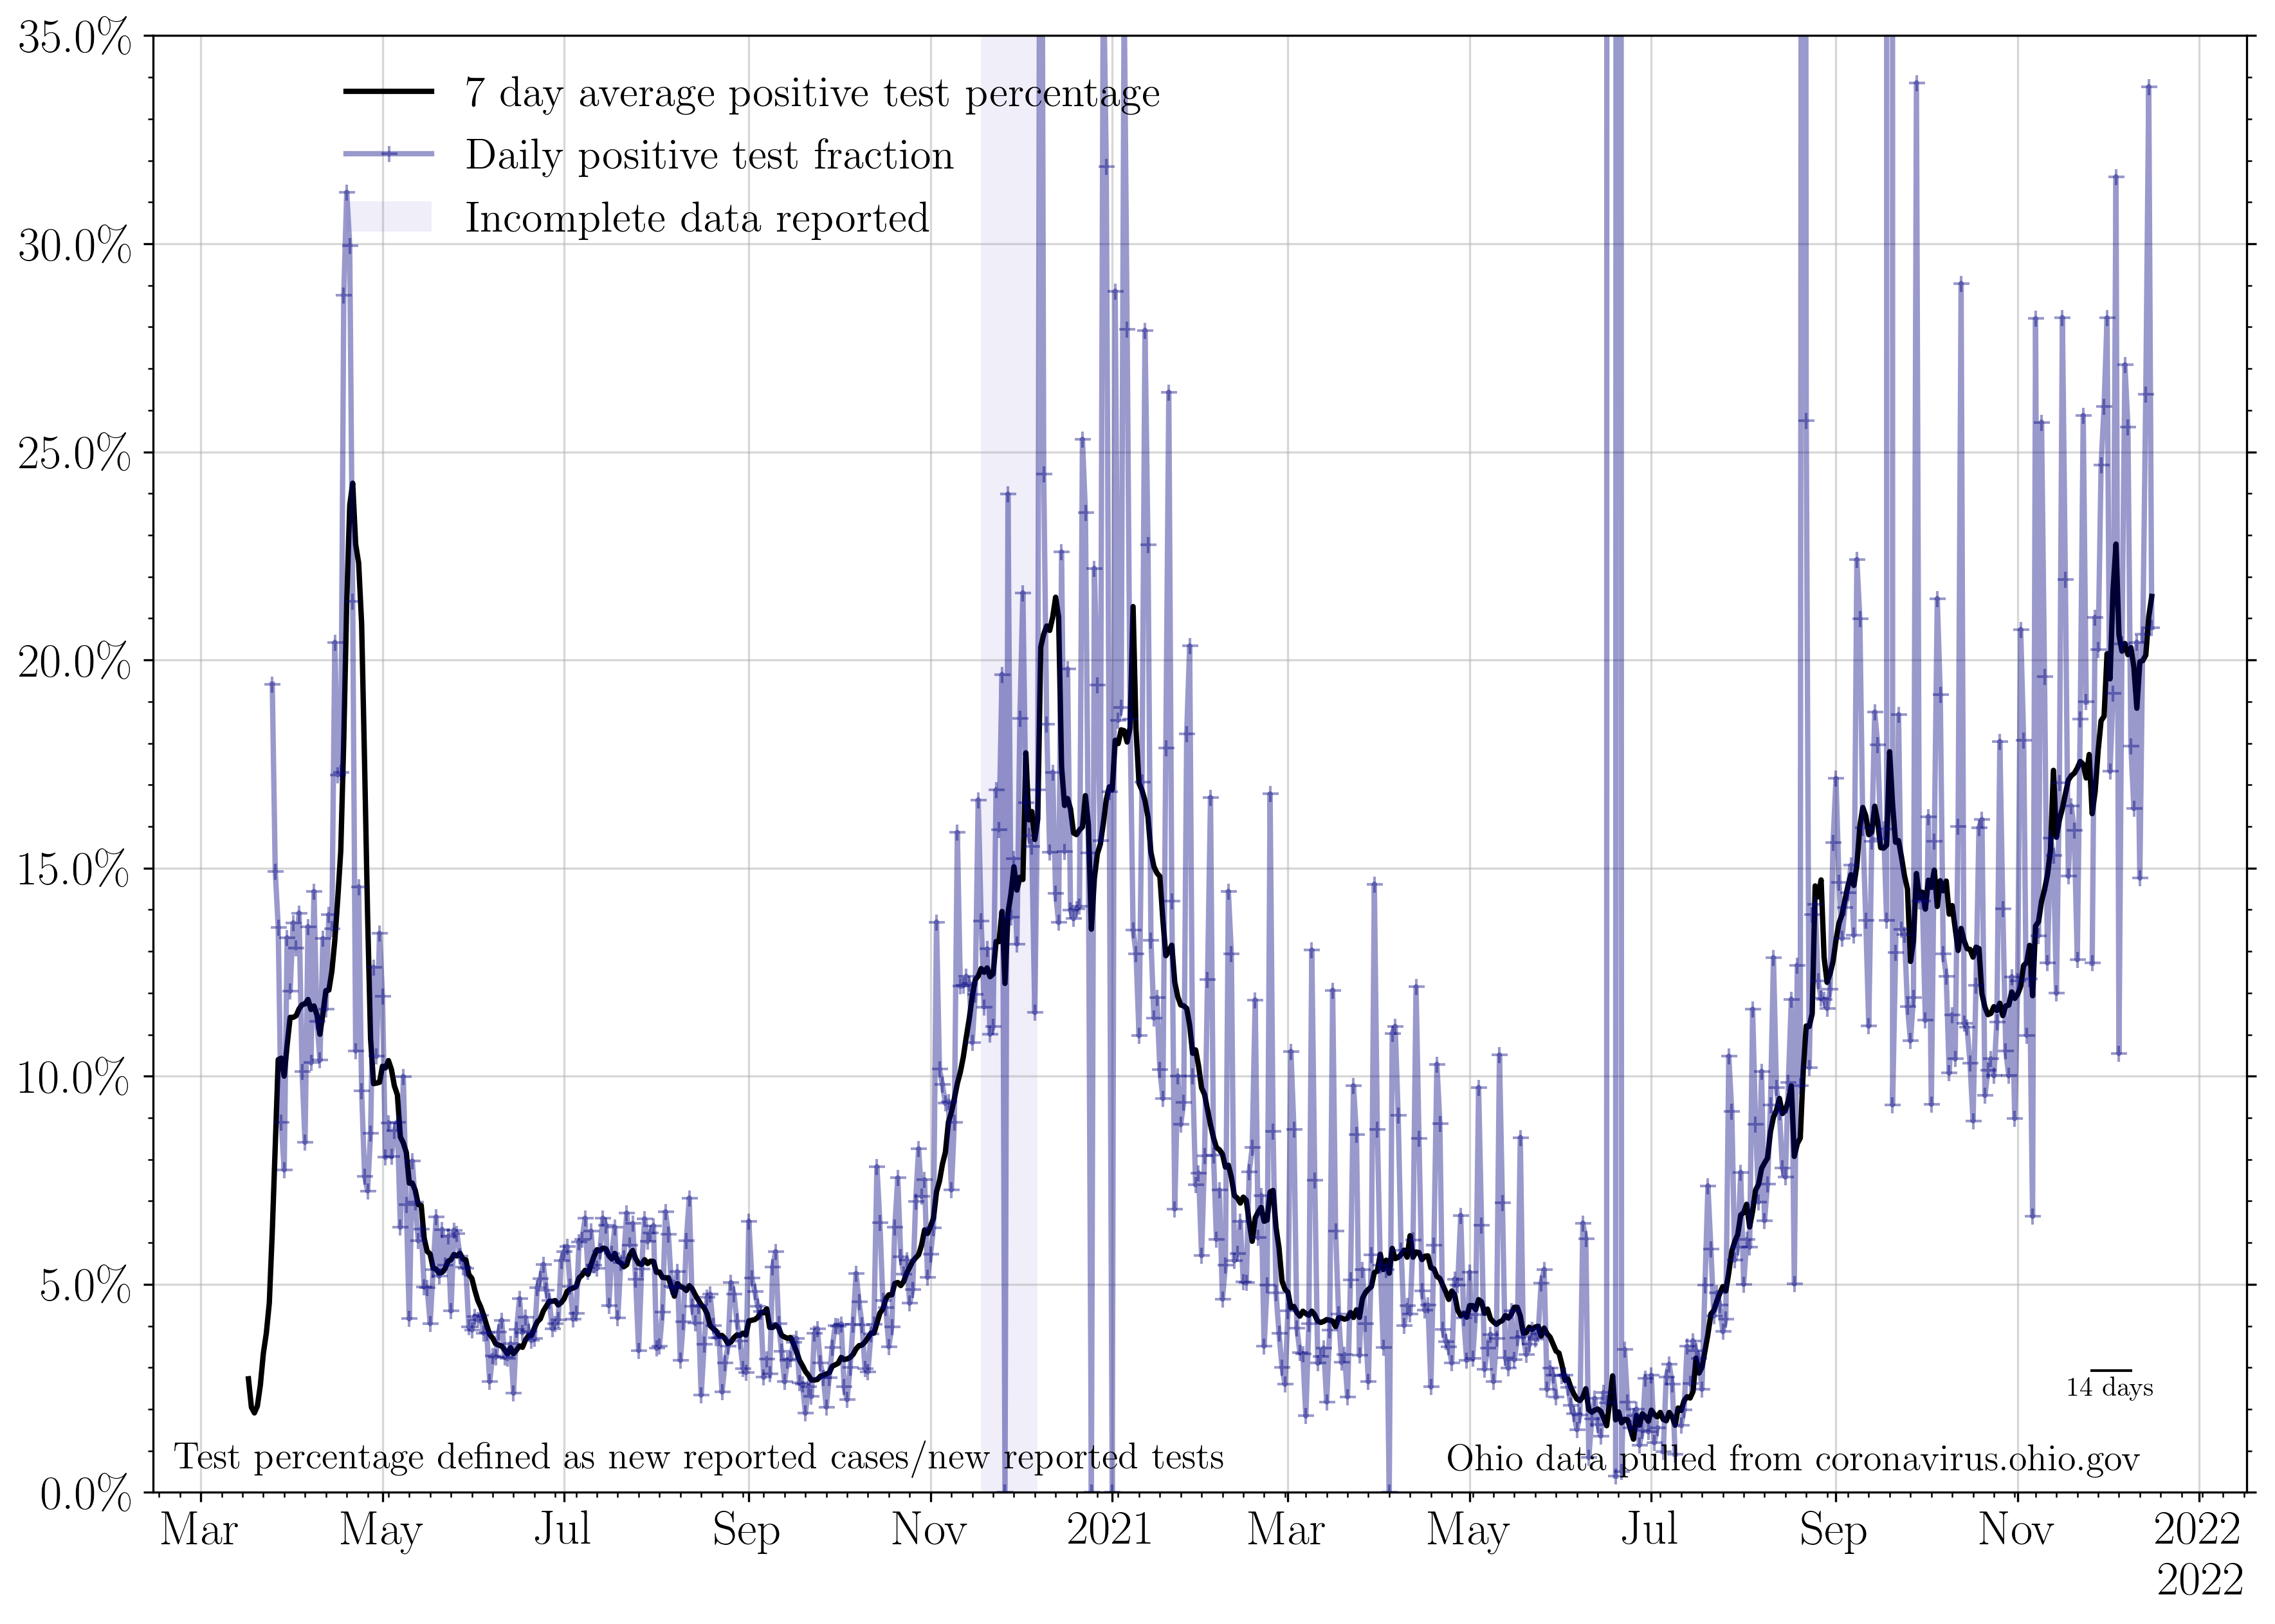 35.0%
30.0%
25.0%
20.0%
15.0%
10.0%
5.0%
0.0%
7 day average positive test percentage
Daily positive test fraction
Incomplete data reported
14 days
Test percentage defined as new reported cases/new reported tests
Ohio data pulled from coronavirus.ohio.gov
Mar May Jul Sep Nov 2021 Mar May Jul Sep Nov 2022
2022